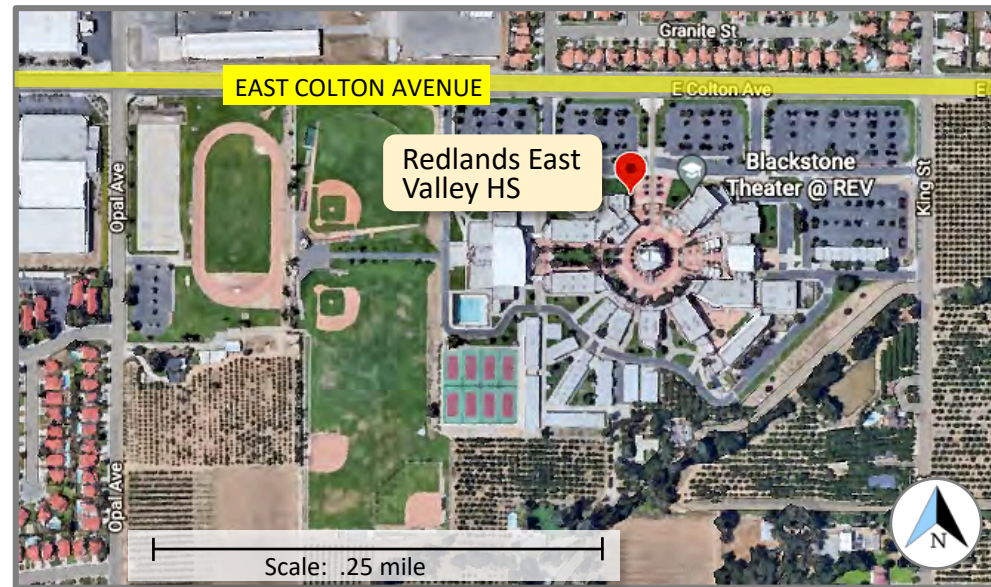 Granite St
EAST COLTON AVENUE
E Colton Ave
E
Redlands East
Valley HS
Blackstone
Theater @ REV
Opal Ave
King St
Opal Ave
Scale: .25 mile
N